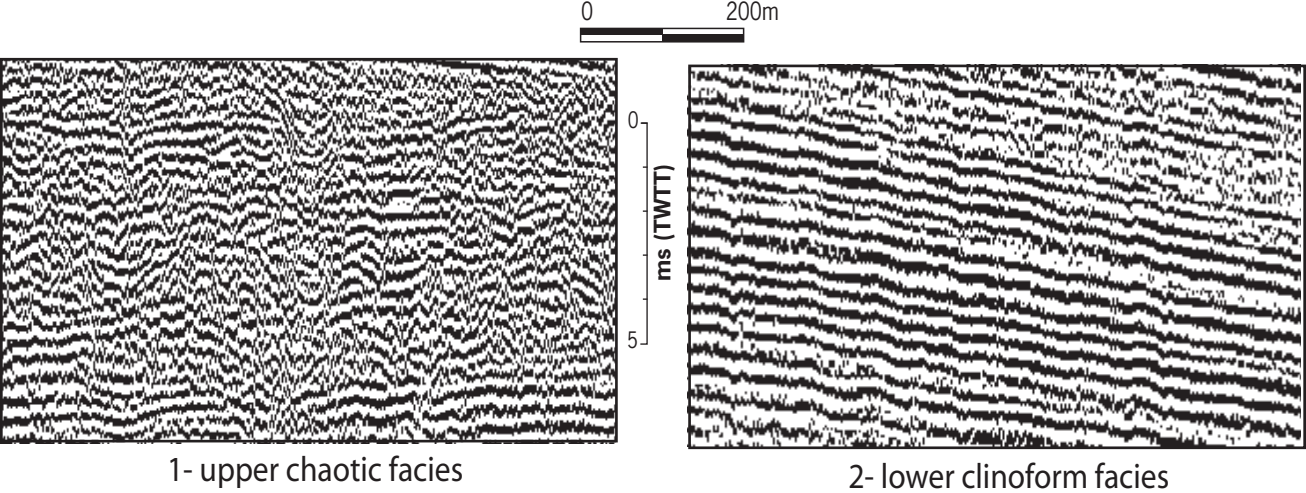 0 200m
0
ms (TWTT)
5
1- upper chaotic facies
2- lower clinoform facies